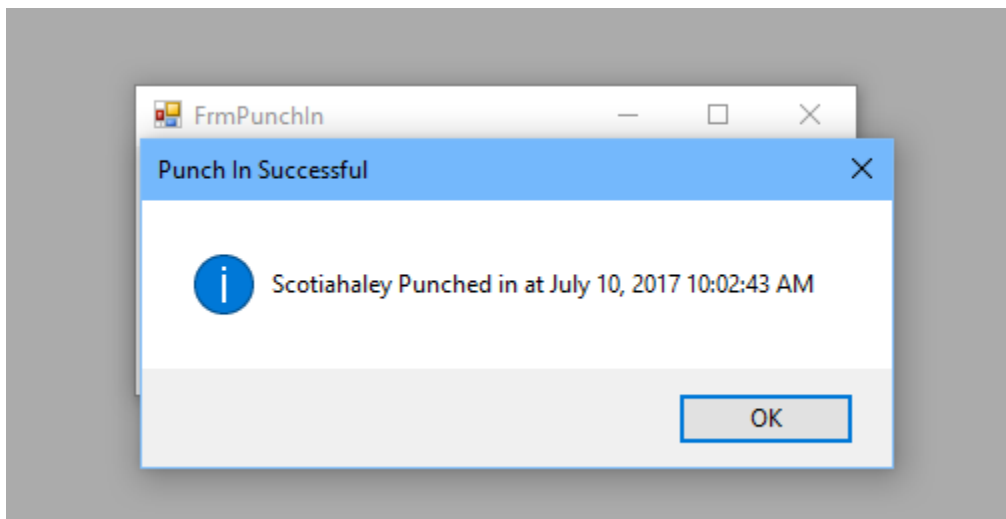 FrmPunchIn
Punch In Successful
Scotiahaley Punched in at July 10, 2017 10:02:43 AM
OK